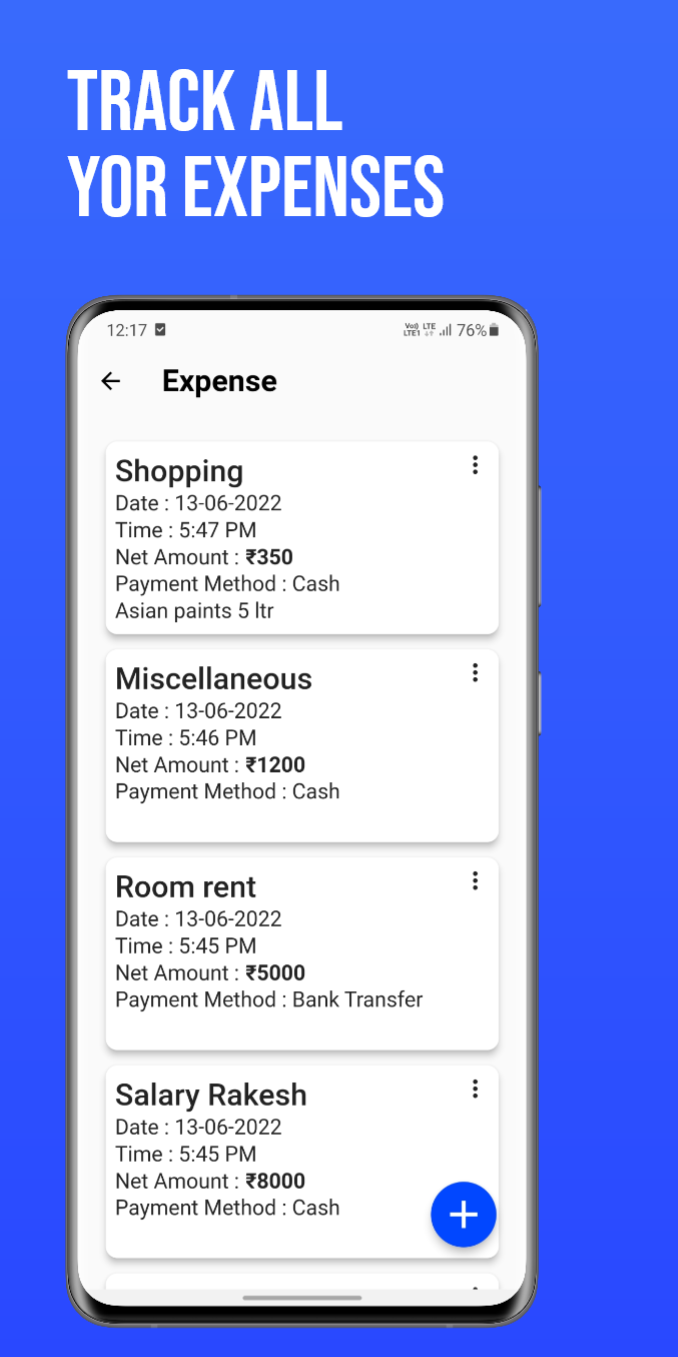 TRACK ALL
YOR EXPENSES
12:17 76%
Expense
Shopping
Date : 13-06-2022
Time : 5:47 PM
Net Amount : ₹350
Payment Method : Cash
Asian paints 5 ltr
Miscellaneous
Date : 13-06-2022
Time : 5:46 PM
Net Amount : ₹1200
Payment Method : Cash
Room rent
Date : 13-06-2022
Time : 5:45 PM
Net Amount : ₹5000
Payment Method : Bank Transfer
Salary Rakesh
Date : 13-06-2022
Time : 5:45 PM
Net Amount : ₹8000
Payment Method : Cash